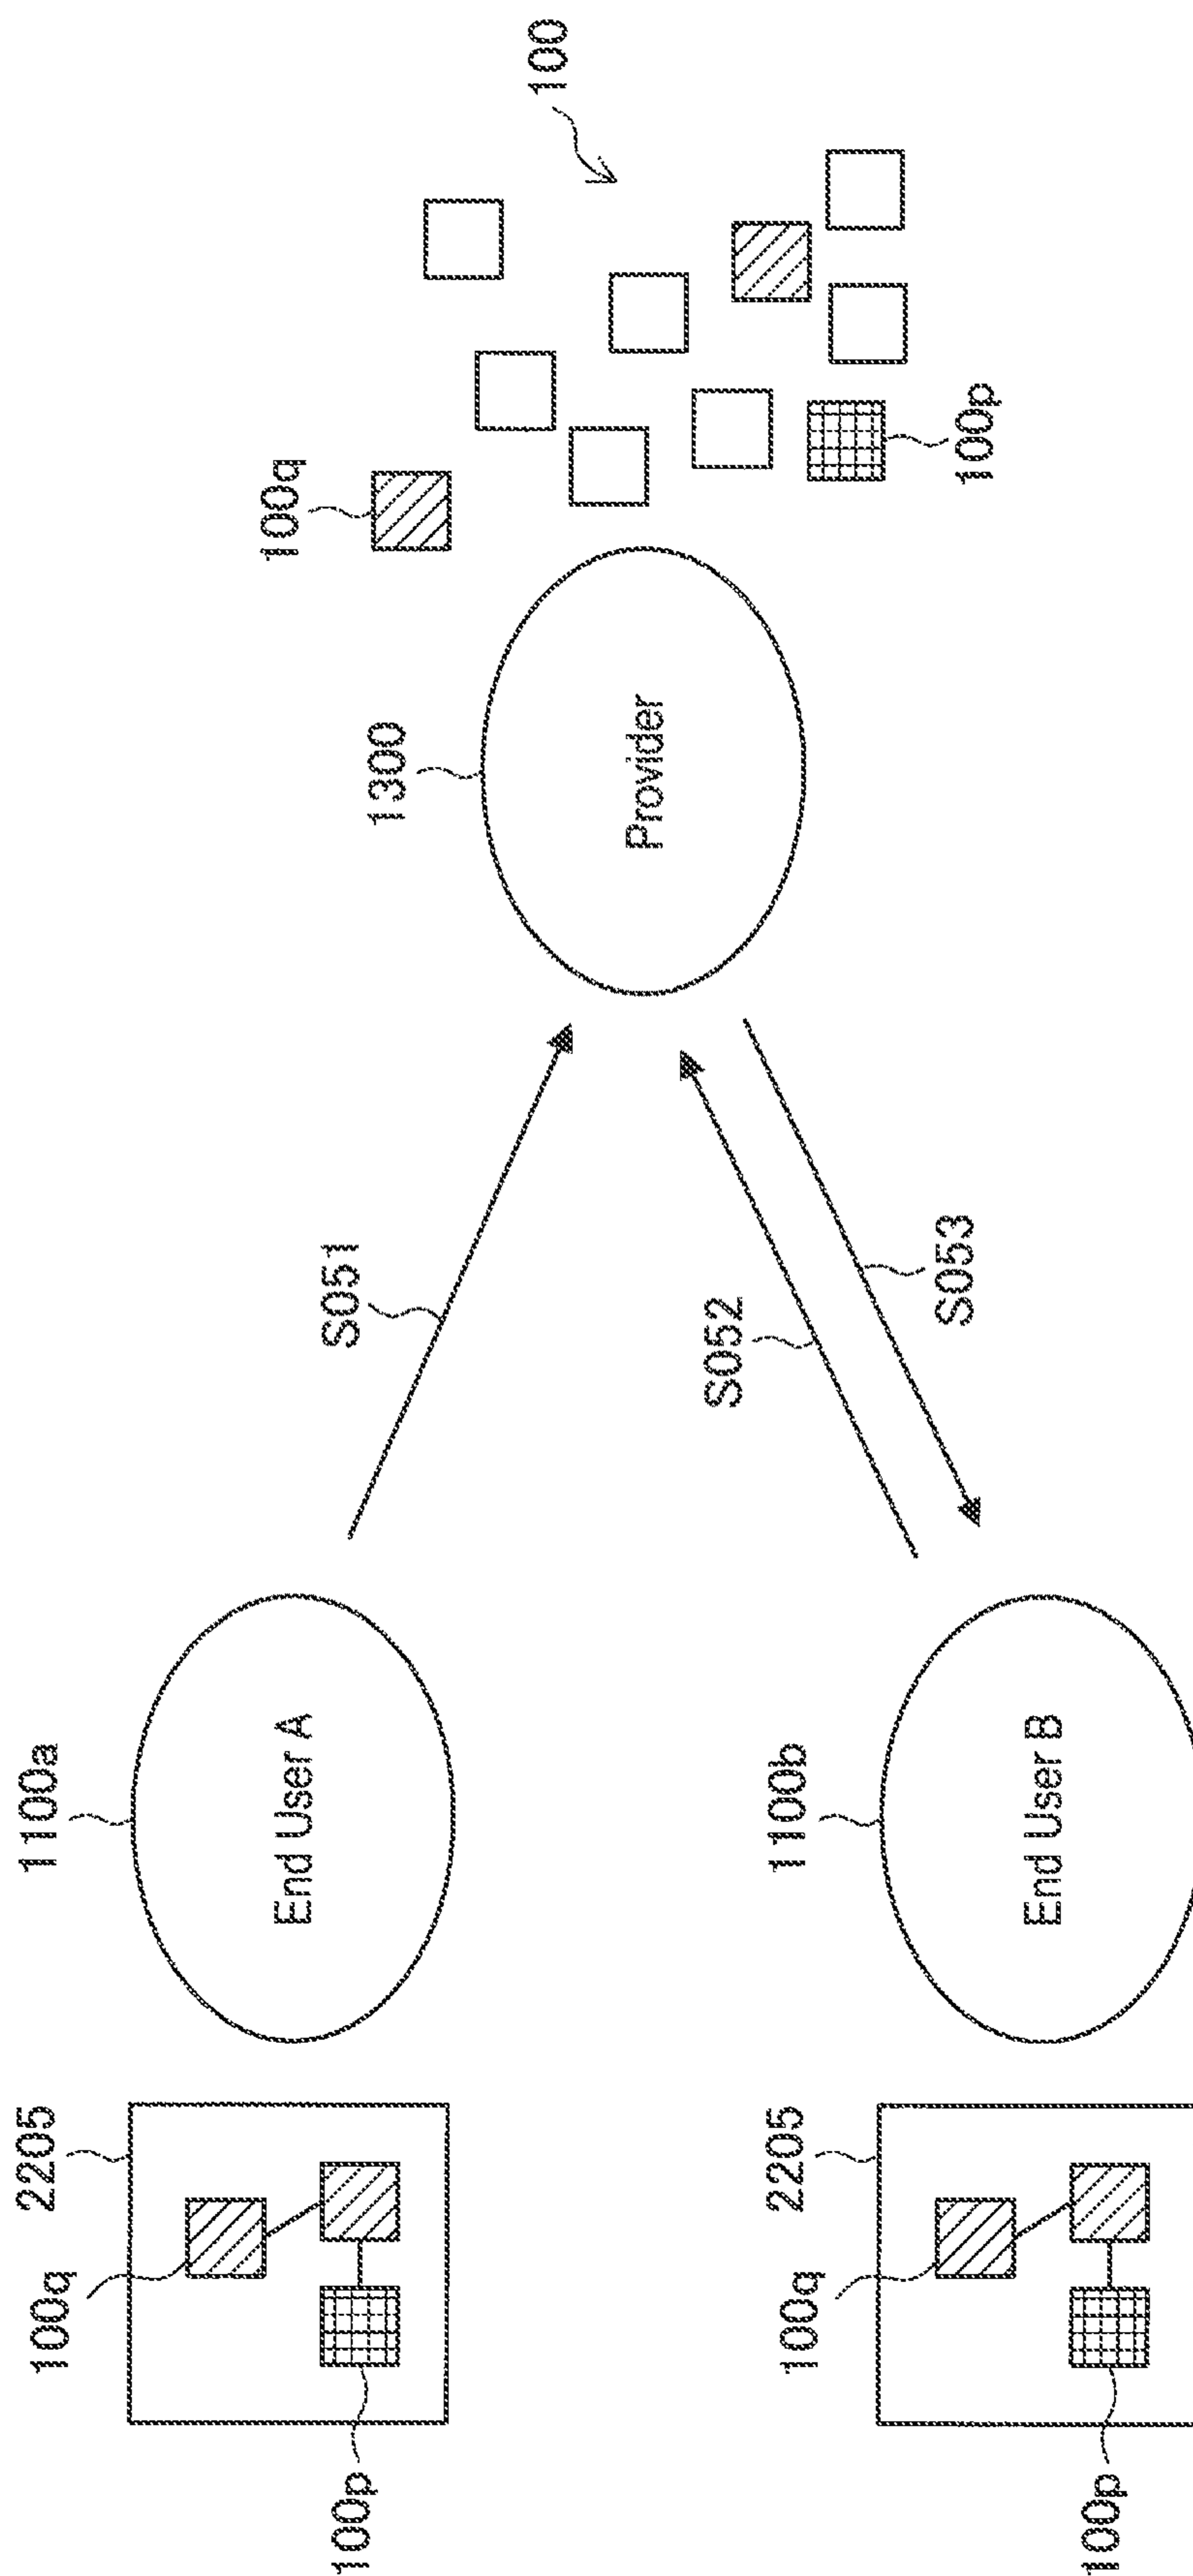 100p
100q
2205
1100a
End User A
S051
1300
Provider
100q
100
100p
100p
100q
2205
1100b
End User B
S052
S053